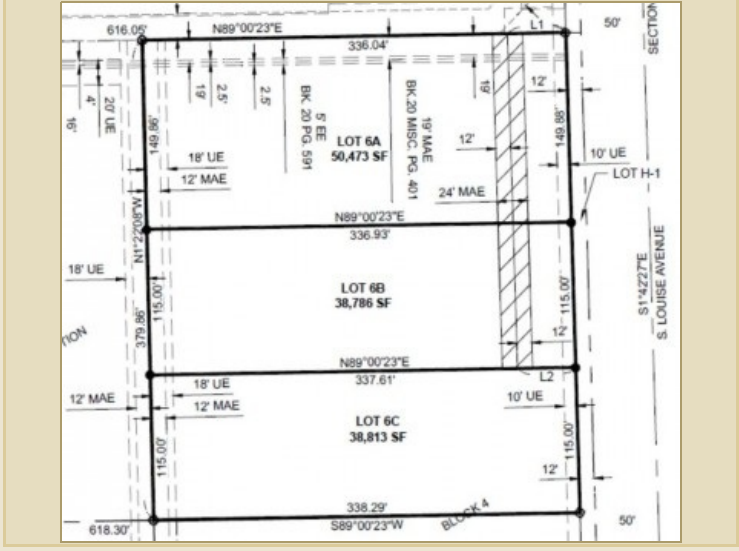 616.05'
N89°00'23"E
336.04'
L1
50'
SECTION
16'
4'
20' UE
19'
2.5'
2.5'
5' EE
BK. 20 PG. 591
19' MAE
BK.20 MISC. PG. 401
19'
12'
149.86'
149.88'
LOT 6A
50,473 SF
12'
18' UE
12' MAE
24' MAE
10' UE
LOT H-1
N89°00'23"E
336.93'
N1°22'08"W
18' UE
LOT 6B
38,786 SF
115.00'
115.00'
379.86'
S1°42'27"E
S. LOUISE AVENUE
12'
TION
N89°00'23"E
337.61'
L2
18' UE
12' MAE
12' MAE
10' UE
LOT 6C
38,813 SF
115.00'
115.00'
12'
338.29'
S89°00'23"W
BLOCK 4
618.30'
50'